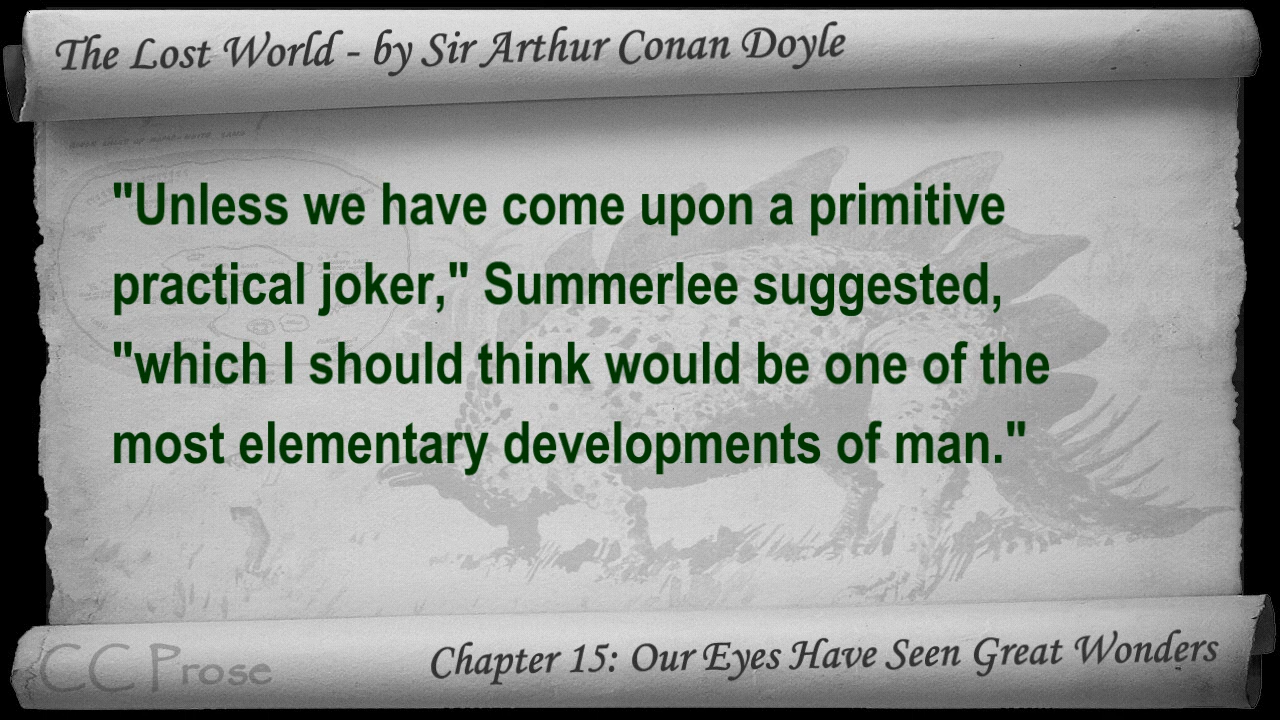 The Lost World - by Sir Arthur Conan Doyle
"Unless we have come upon a primitive
practical joker," Summerlee suggested,
"which I should think would be one of the
most elementary developments of man."
CC Prose
Chapter 15: Our Eyes Have Seen Great Wonders